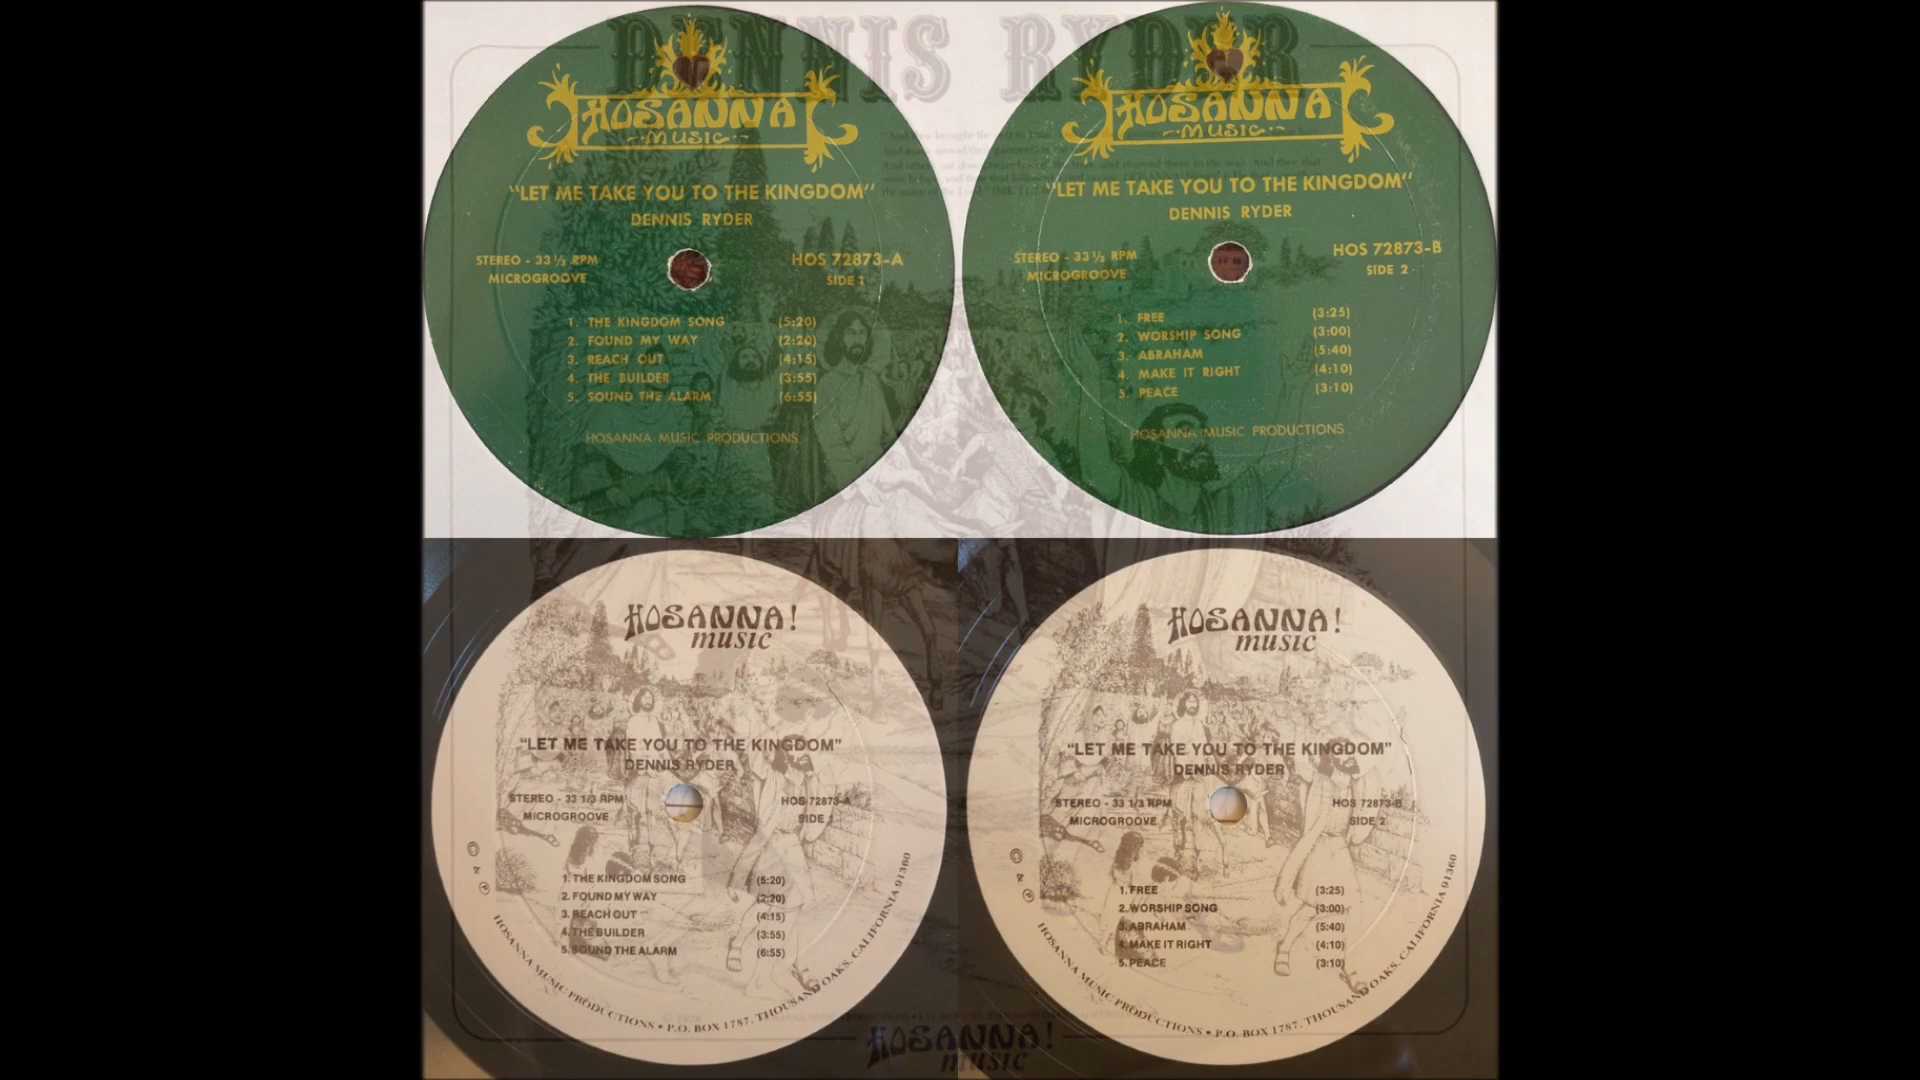 DENNIS RYDER
HOSANNA
MUSIC
"LET ME TAKE YOU TO THE KINGDOM"
DENNIS RYDER
STEREO - 33 ⅓ RPM
MICROGROOVE
HOS 72873-A
SIDE 1
1. THE KINGDOM SONG (5:20)
2. FOUND MY WAY (2:20)
3. REACH OUT (4:15)
4. THE BUILDER (3:55)
5. SOUND THE ALARM (6:55)
HOSANNA MUSIC PRODUCTIONS
HOSANNA
MUSIC
"LET ME TAKE YOU TO THE KINGDOM"
DENNIS RYDER
STEREO - 33 ⅓ RPM
MICROGROOVE
HOS 72873-B
SIDE 2
1. FREE (3:25)
2. WORSHIP SONG (3:00)
3. ABRAHAM (5:40)
4. MAKE IT RIGHT (4:10)
5. PEACE (3:10)
HOSANNA MUSIC PRODUCTIONS
HOSANNA!
music
"LET ME TAKE YOU TO THE KINGDOM"
DENNIS RYDER
STEREO - 33 1/3 RPM
MICROGROOVE
HOS 72873-A
SIDE 1
1. THE KINGDOM SONG (5:20)
2. FOUND MY WAY (2:20)
3. REACH OUT (4:15)
4. THE BUILDER (3:55)
5. SOUND THE ALARM (6:55)
© & ℗ HOSANNA MUSIC PRODUCTIONS • P.O. BOX 1787, THOUSAND OAKS, CALIFORNIA 91360
HOSANNA!
music
"LET ME TAKE YOU TO THE KINGDOM"
DENNIS RYDER
STEREO - 33 1/3 RPM
MICROGROOVE
HOS 72873-B
SIDE 2
1. FREE (3:25)
2. WORSHIP SONG (3:00)
3. ABRAHAM (5:40)
4. MAKE IT RIGHT (4:10)
5. PEACE (3:10)
© & ℗ HOSANNA MUSIC PRODUCTIONS • P.O. BOX 1787, THOUSAND OAKS, CALIFORNIA 91360
HOSANNA!
music